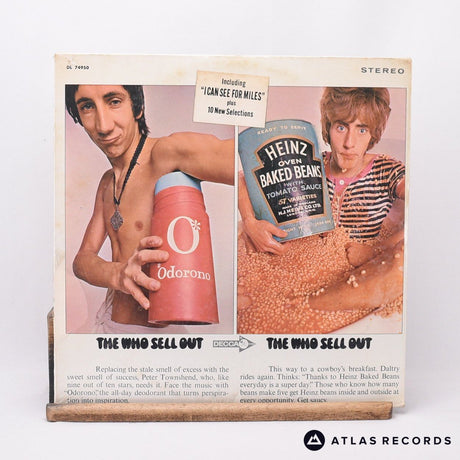 DL 74950
STEREO
Including
"I CAN SEE FOR MILES"
plus
10 New Selections
O
Odorono
READY TO SERVE
HEINZ
OVEN
BAKED BEANS
WITH
TOMATO SAUCE
57 VARIETIES
H.J. HEINZ CO. LTD
THE WHO SELL OUT
DECCA
THE WHO SELL OUT
Replacing the stale smell of excess with the
sweet smell of success, Peter Townshend, who, like
nine out of ten stars, needs it. Face the music with
Odorono, the all-day deodorant that turns perspira-
tion into inspiration.
This way to a cowboy's breakfast. Daltry
rides again. Thinks: "Thanks to Heinz Baked Beans
everyday is a super day." Those who know how many
beans make five get Heinz beans inside and outside at
every opportunity. Get saucy.
ATLAS RECORDS